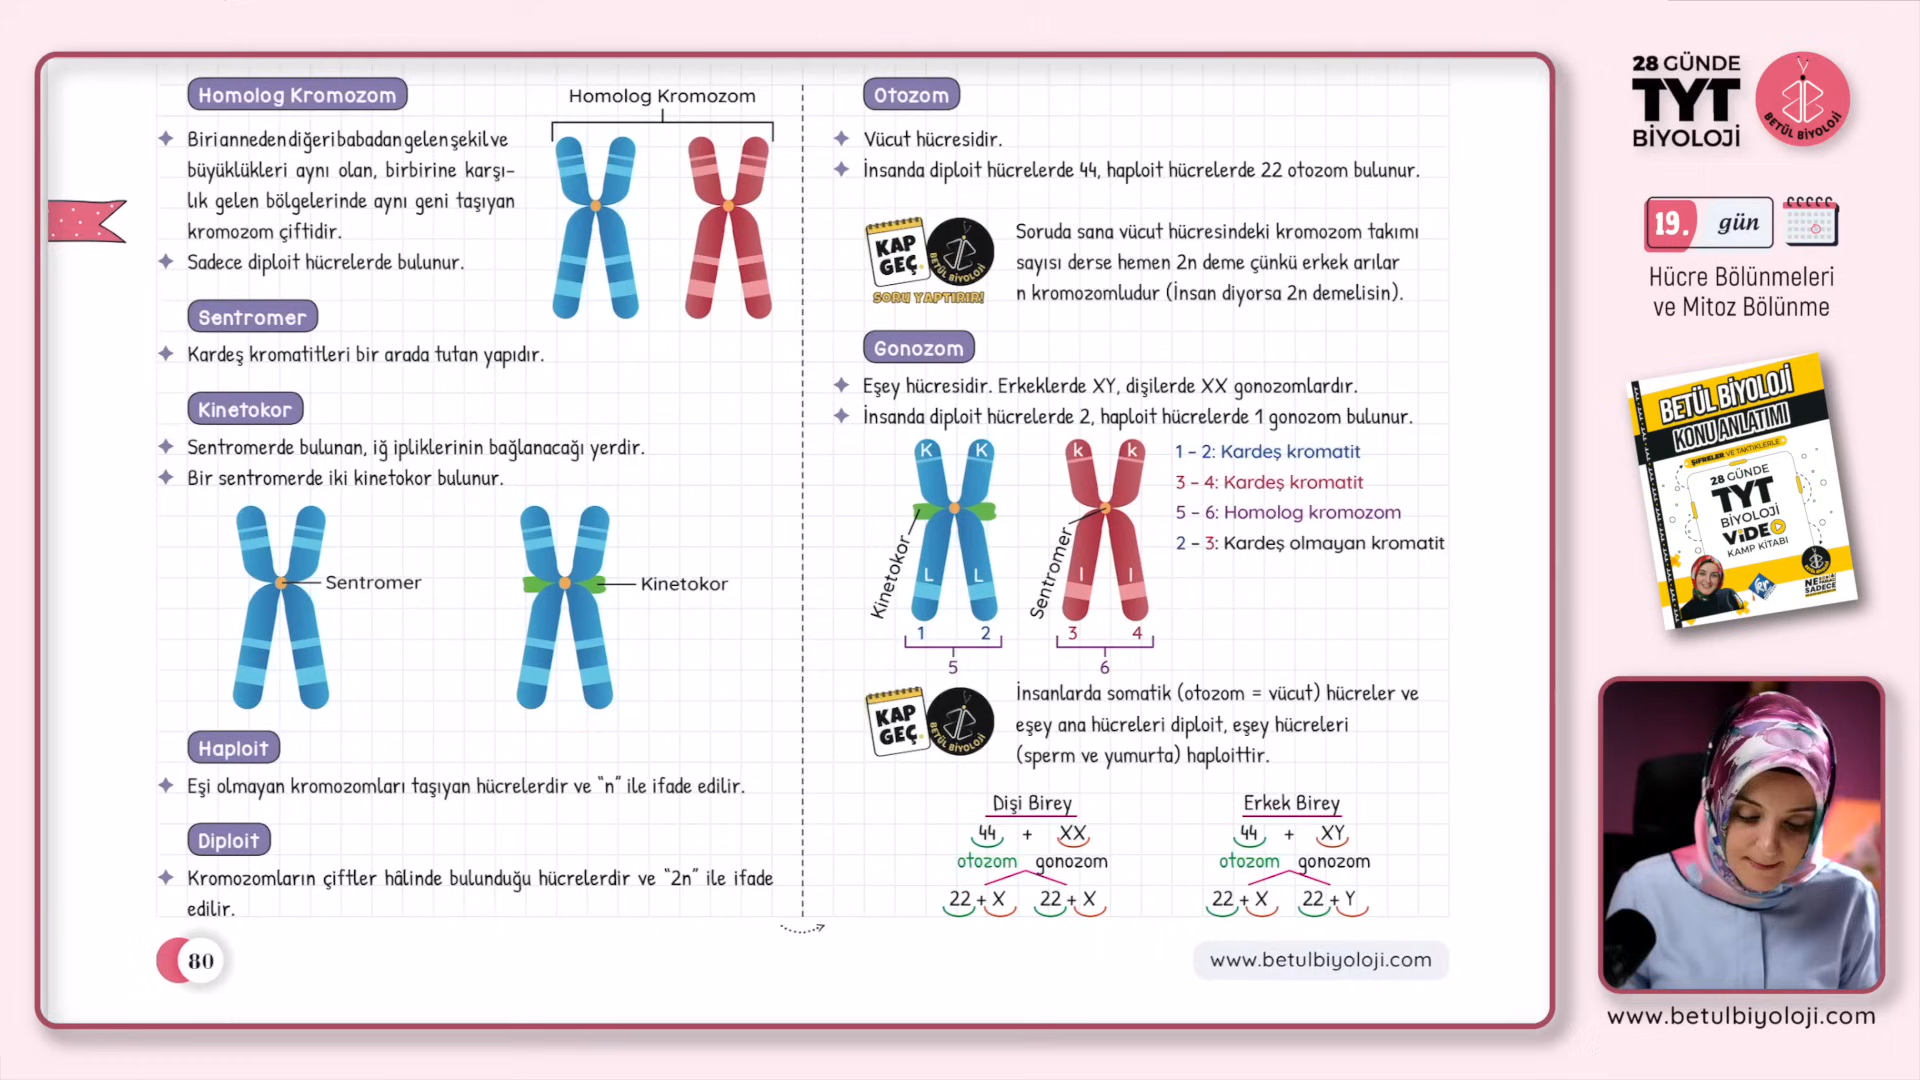 Homolog Kromozom
Biri anneden diğeri babadan gelen şekil ve
büyüklükleri aynı olan, birbirine karşı-
lık gelen bölgelerinde aynı geni taşıyan
kromozom çiftidir.
Sadece diploit hücrelerde bulunur.
Homolog Kromozom
Sentromer
Kardeş kromatitleri bir arada tutan yapıdır.
Kinetokor
Sentromerde bulunan, iğ ipliklerinin bağlanacağı yerdir.
Bir sentromerde iki kinetokor bulunur.
Sentromer
Kinetokor
Haploit
Eşi olmayan kromozomları taşıyan hücrelerdir ve “n” ile ifade edilir.
Diploit
Kromozomların çiftler hâlinde bulunduğu hücrelerdir ve “2n” ile ifade
edilir.
80
Otozom
Vücut hücresidir.
İnsanda diploit hücrelerde 44, haploit hücrelerde 22 otozom bulunur.
KAP
GEÇ.
BETÜL BİYOLOJİ
SORU YAPTIRIR!
Soruda sana vücut hücresindeki kromozom takımı
sayısı derse hemen 2n deme çünkü erkek arılar
n kromozomludur (İnsan diyorsa 2n demelisin).
Gonozom
Eşey hücresidir. Erkeklerde XY, dişilerde XX gonozomlardır.
İnsanda diploit hücrelerde 2, haploit hücrelerde 1 gonozom bulunur.
K K k k
L L l l
Kinetokor
Sentromer
1 2 3 4
5 6
1 – 2: Kardeş kromatit
3 – 4: Kardeş kromatit
5 – 6: Homolog kromozom
2 – 3: Kardeş olmayan kromatit
KAP
GEÇ.
BETÜL BİYOLOJİ
İnsanlarda somatik (otozom = vücut) hücreler ve
eşey ana hücreleri diploit, eşey hücreleri
(sperm ve yumurta) haploittir.
Dişi Birey
44 + XX
otozom gonozom
22 + X 22 + X
Erkek Birey
44 + XY
otozom gonozom
22 + X 22 + Y
www.betulbiyoloji.com
28 GÜNDE
TYT
BİYOLOJİ
BETÜL BİYOLOJİ
19. gün
Hücre Bölünmeleri
ve Mitoz Bölünme
BETÜL BİYOLOJİ
KONU ANLATIMI
ŞİFRELER VE TAKTİKLERLE
28 GÜNDE
TYT
BİYOLOJİ
VİDEO
KAMP KİTABI
www.betulbiyoloji.com